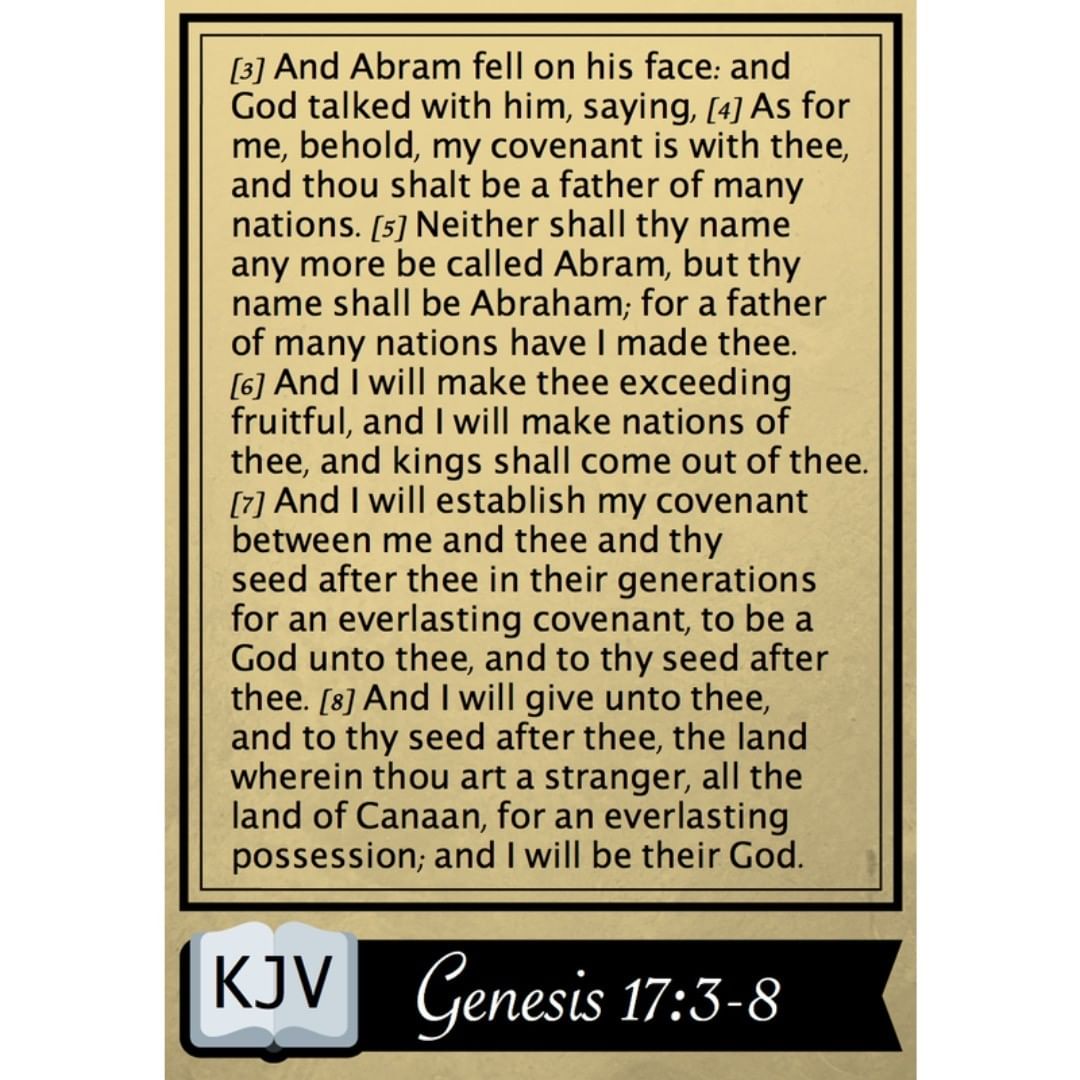 [3] And Abram fell on his face: and
God talked with him, saying, [4] As for
me, behold, my covenant is with thee,
and thou shalt be a father of many
nations. [5] Neither shall thy name
any more be called Abram, but thy
name shall be Abraham; for a father
of many nations have I made thee.
[6] And I will make thee exceeding
fruitful, and I will make nations of
thee, and kings shall come out of thee.
[7] And I will establish my covenant
between me and thee and thy
seed after thee in their generations
for an everlasting covenant, to be a
God unto thee, and to thy seed after
thee. [8] And I will give unto thee,
and to thy seed after thee, the land
wherein thou art a stranger, all the
land of Canaan, for an everlasting
possession; and I will be their God.
KJV
Genesis 17:3-8